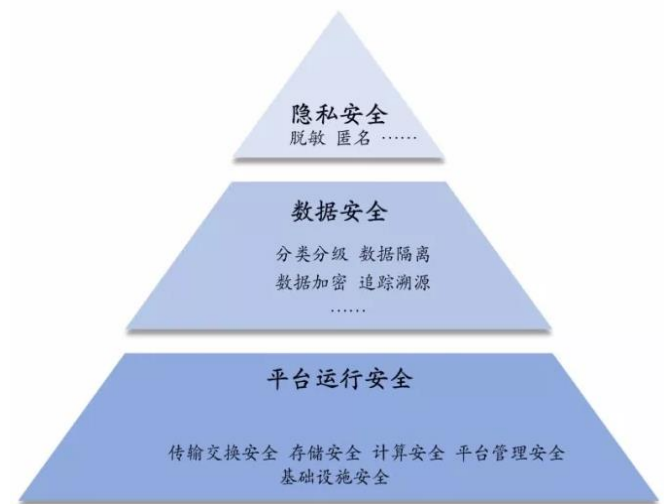 隐私安全
脱敏 匿名 ……
数据安全
分类分级 数据隔离
数据加密 追踪溯源
……
平台运行安全
传输交换安全 存储安全 计算安全 平台管理安全
基础设施安全